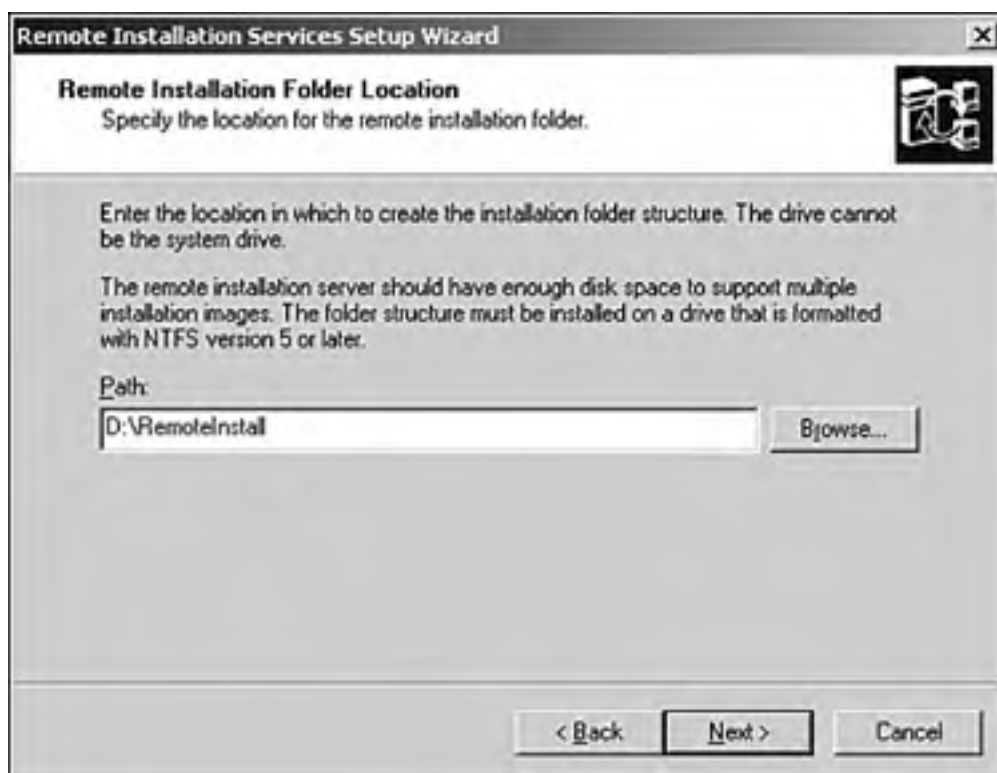 Remote Installation Services Setup Wizard
Remote Installation Folder Location
Specify the location for the remote installation folder.
Enter the location in which to create the installation folder structure. The drive cannot
be the system drive.
The remote installation server should have enough disk space to support multiple
installation images. The folder structure must be installed on a drive that is formatted
with NTFS version 5 or later.
Path:
D:\RemoteInstall
Browse...
< Back
Next >
Cancel